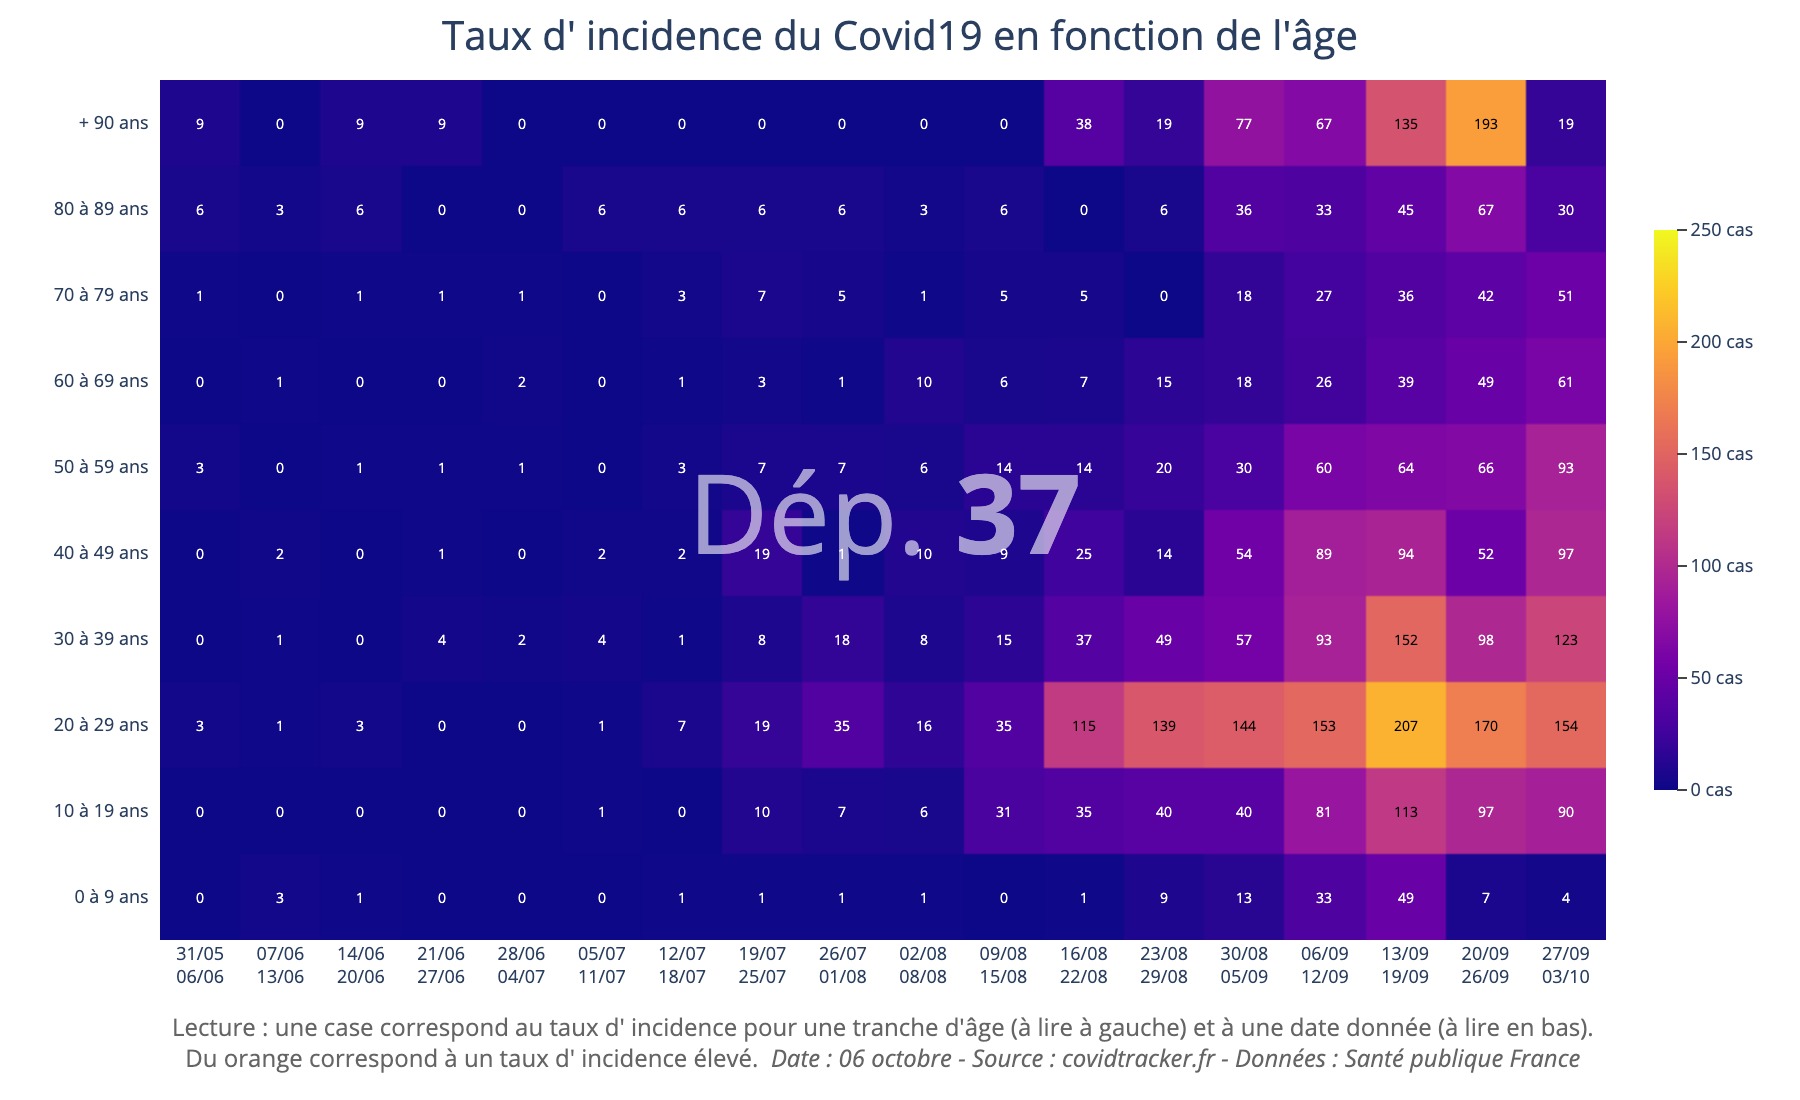 Taux d' incidence du Covid19 en fonction de l'âge
+ 90 ans 9 0 9 9 0 0 0 0 0 0 0 38 19 77 67 135 193 19
80 à 89 ans 6 3 6 0 0 6 6 6 6 3 6 0 6 36 33 45 67 30
70 à 79 ans 1 0 1 1 1 0 3 7 5 1 5 5 0 18 27 36 42 51
60 à 69 ans 0 1 0 0 2 0 1 3 1 10 6 7 15 18 26 39 49 61
50 à 59 ans 3 0 1 1 1 0 3 7 7 6 14 14 20 30 60 64 66 93
Dép. 37
40 à 49 ans 0 2 0 1 0 2 2 19 1 10 9 25 14 54 89 94 52 97
30 à 39 ans 0 1 0 4 2 4 1 8 18 8 15 37 49 57 93 152 98 123
20 à 29 ans 3 1 3 0 0 1 7 19 35 16 35 115 139 144 153 207 170 154
10 à 19 ans 0 0 0 0 0 1 0 10 7 6 31 35 40 40 81 113 97 90
0 à 9 ans 0 3 1 0 0 0 1 1 1 1 0 1 9 13 33 49 7 4
31/05 07/06 14/06 21/06 28/06 05/07 12/07 19/07 26/07 02/08 09/08 16/08 23/08 30/08 06/09 13/09 20/09 27/09
06/06 13/06 20/06 27/06 04/07 11/07 18/07 25/07 01/08 08/08 15/08 22/08 29/08 05/09 12/09 19/09 26/09 03/10
250 cas
200 cas
150 cas
100 cas
50 cas
0 cas
Lecture : une case correspond au taux d' incidence pour une tranche d'âge (à lire à gauche) et à une date donnée (à lire en bas).
Du orange correspond à un taux d' incidence élevé. Date : 06 octobre - Source : covidtracker.fr - Données : Santé publique France